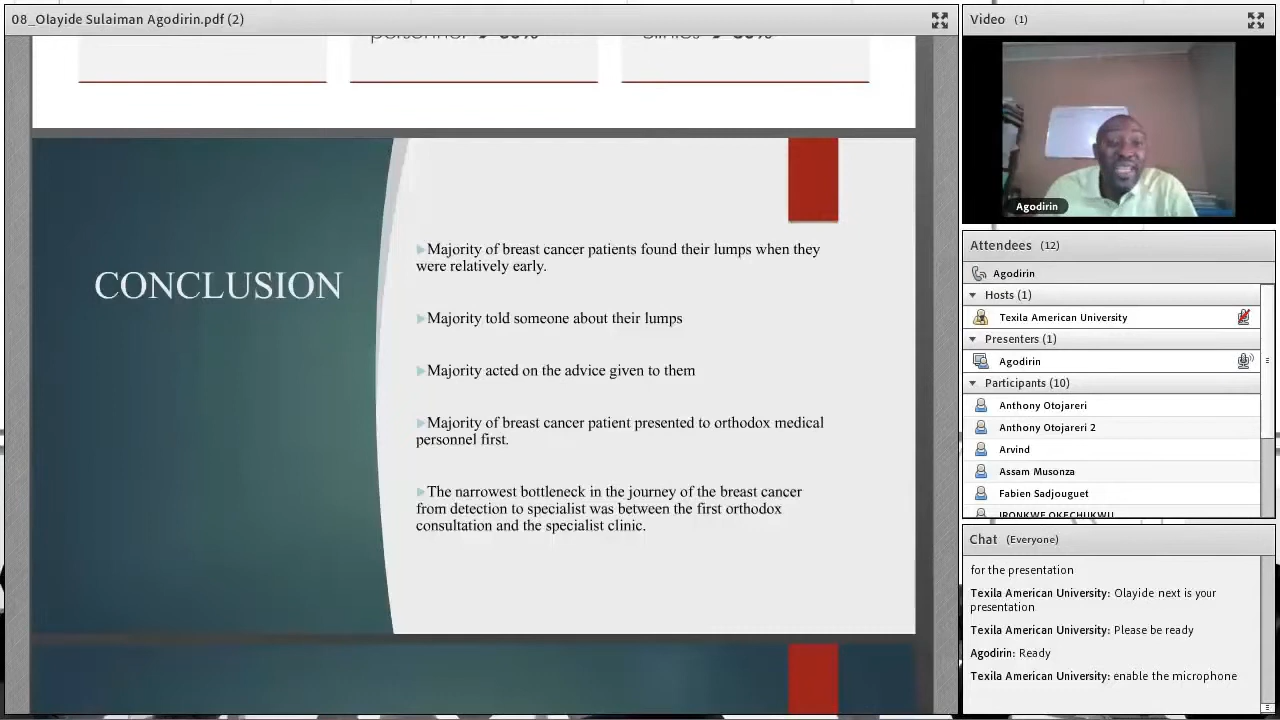 08_Olayide Sulaiman Agodirin.pdf (2)
CONCLUSION
Majority of breast cancer patients found their lumps when they
were relatively early.
Majority told someone about their lumps
Majority acted on the advice given to them
Majority of breast cancer patient presented to orthodox medical
personnel first.
The narrowest bottleneck in the journey of the breast cancer
from detection to specialist was between the first orthodox
consultation and the specialist clinic.
Video (1)
Agodirin
Attendees (12)
Agodirin
Hosts (1)
Texila American University
Presenters (1)
Agodirin
Participants (10)
Anthony Otojareri
Anthony Otojareri 2
Arvind
Assam Musonza
Fabien Sadjouguet
IRONKWE OKECHUKWU
Chat (Everyone)
for the presentation
Texila American University: Olayide next is your
presentation
Texila American University: Please be ready
Agodirin: Ready
Texila American University: enable the microphone